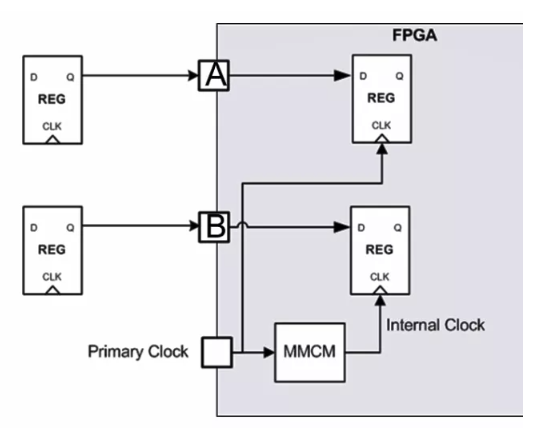 FPGA
D Q
REG
CLK
A
D Q
REG
CLK
D Q
REG
CLK
B
D Q
REG
CLK
Internal Clock
Primary Clock
MMCM